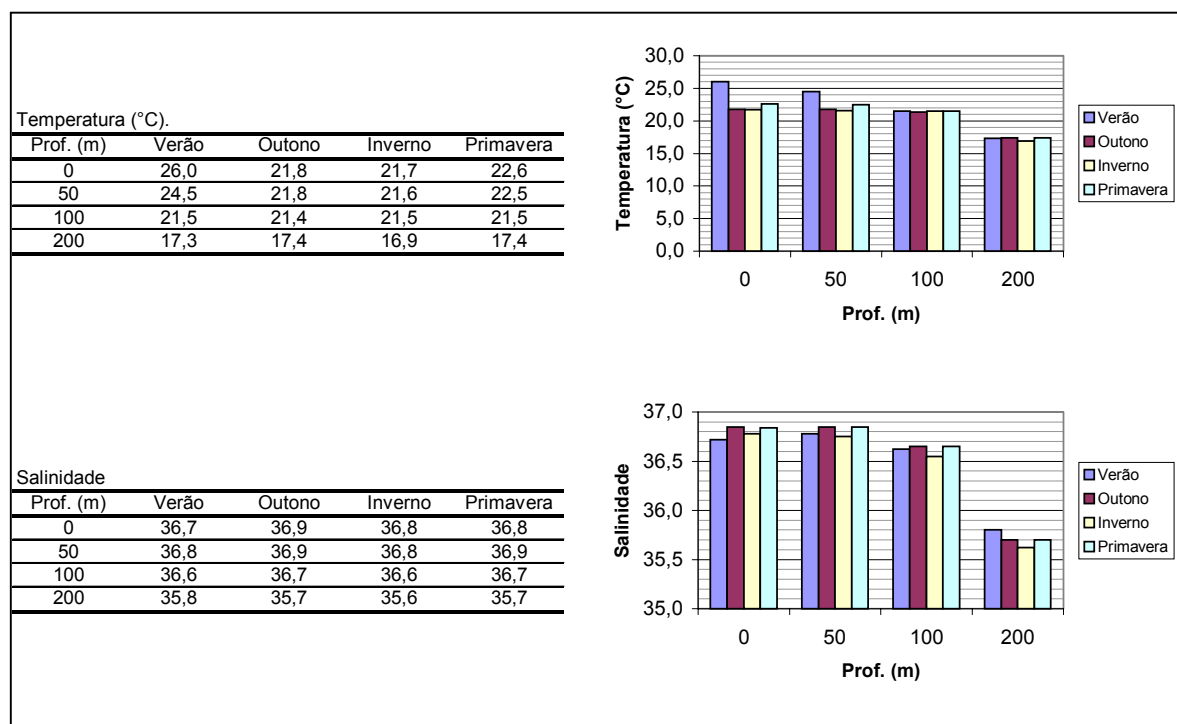 Temperatura (°C).
Prof. (m) Verão Outono Inverno Primavera
0 26,0 21,8 21,7 22,6
50 24,5 21,8 21,6 22,5
100 21,5 21,4 21,5 21,5
200 17,3 17,4 16,9 17,4
Temperatura (°C)
30,0
25,0
20,0
15,0
10,0
5,0
0,0
0 50 100 200
Prof. (m)
Verão
Outono
Inverno
Primavera
Salinidade
Prof. (m) Verão Outono Inverno Primavera
0 36,7 36,9 36,8 36,8
50 36,8 36,9 36,8 36,9
100 36,6 36,7 36,6 36,7
200 35,8 35,7 35,6 35,7
Salinidade
37,0
36,5
36,0
35,5
35,0
0 50 100 200
Prof. (m)
Verão
Outono
Inverno
Primavera